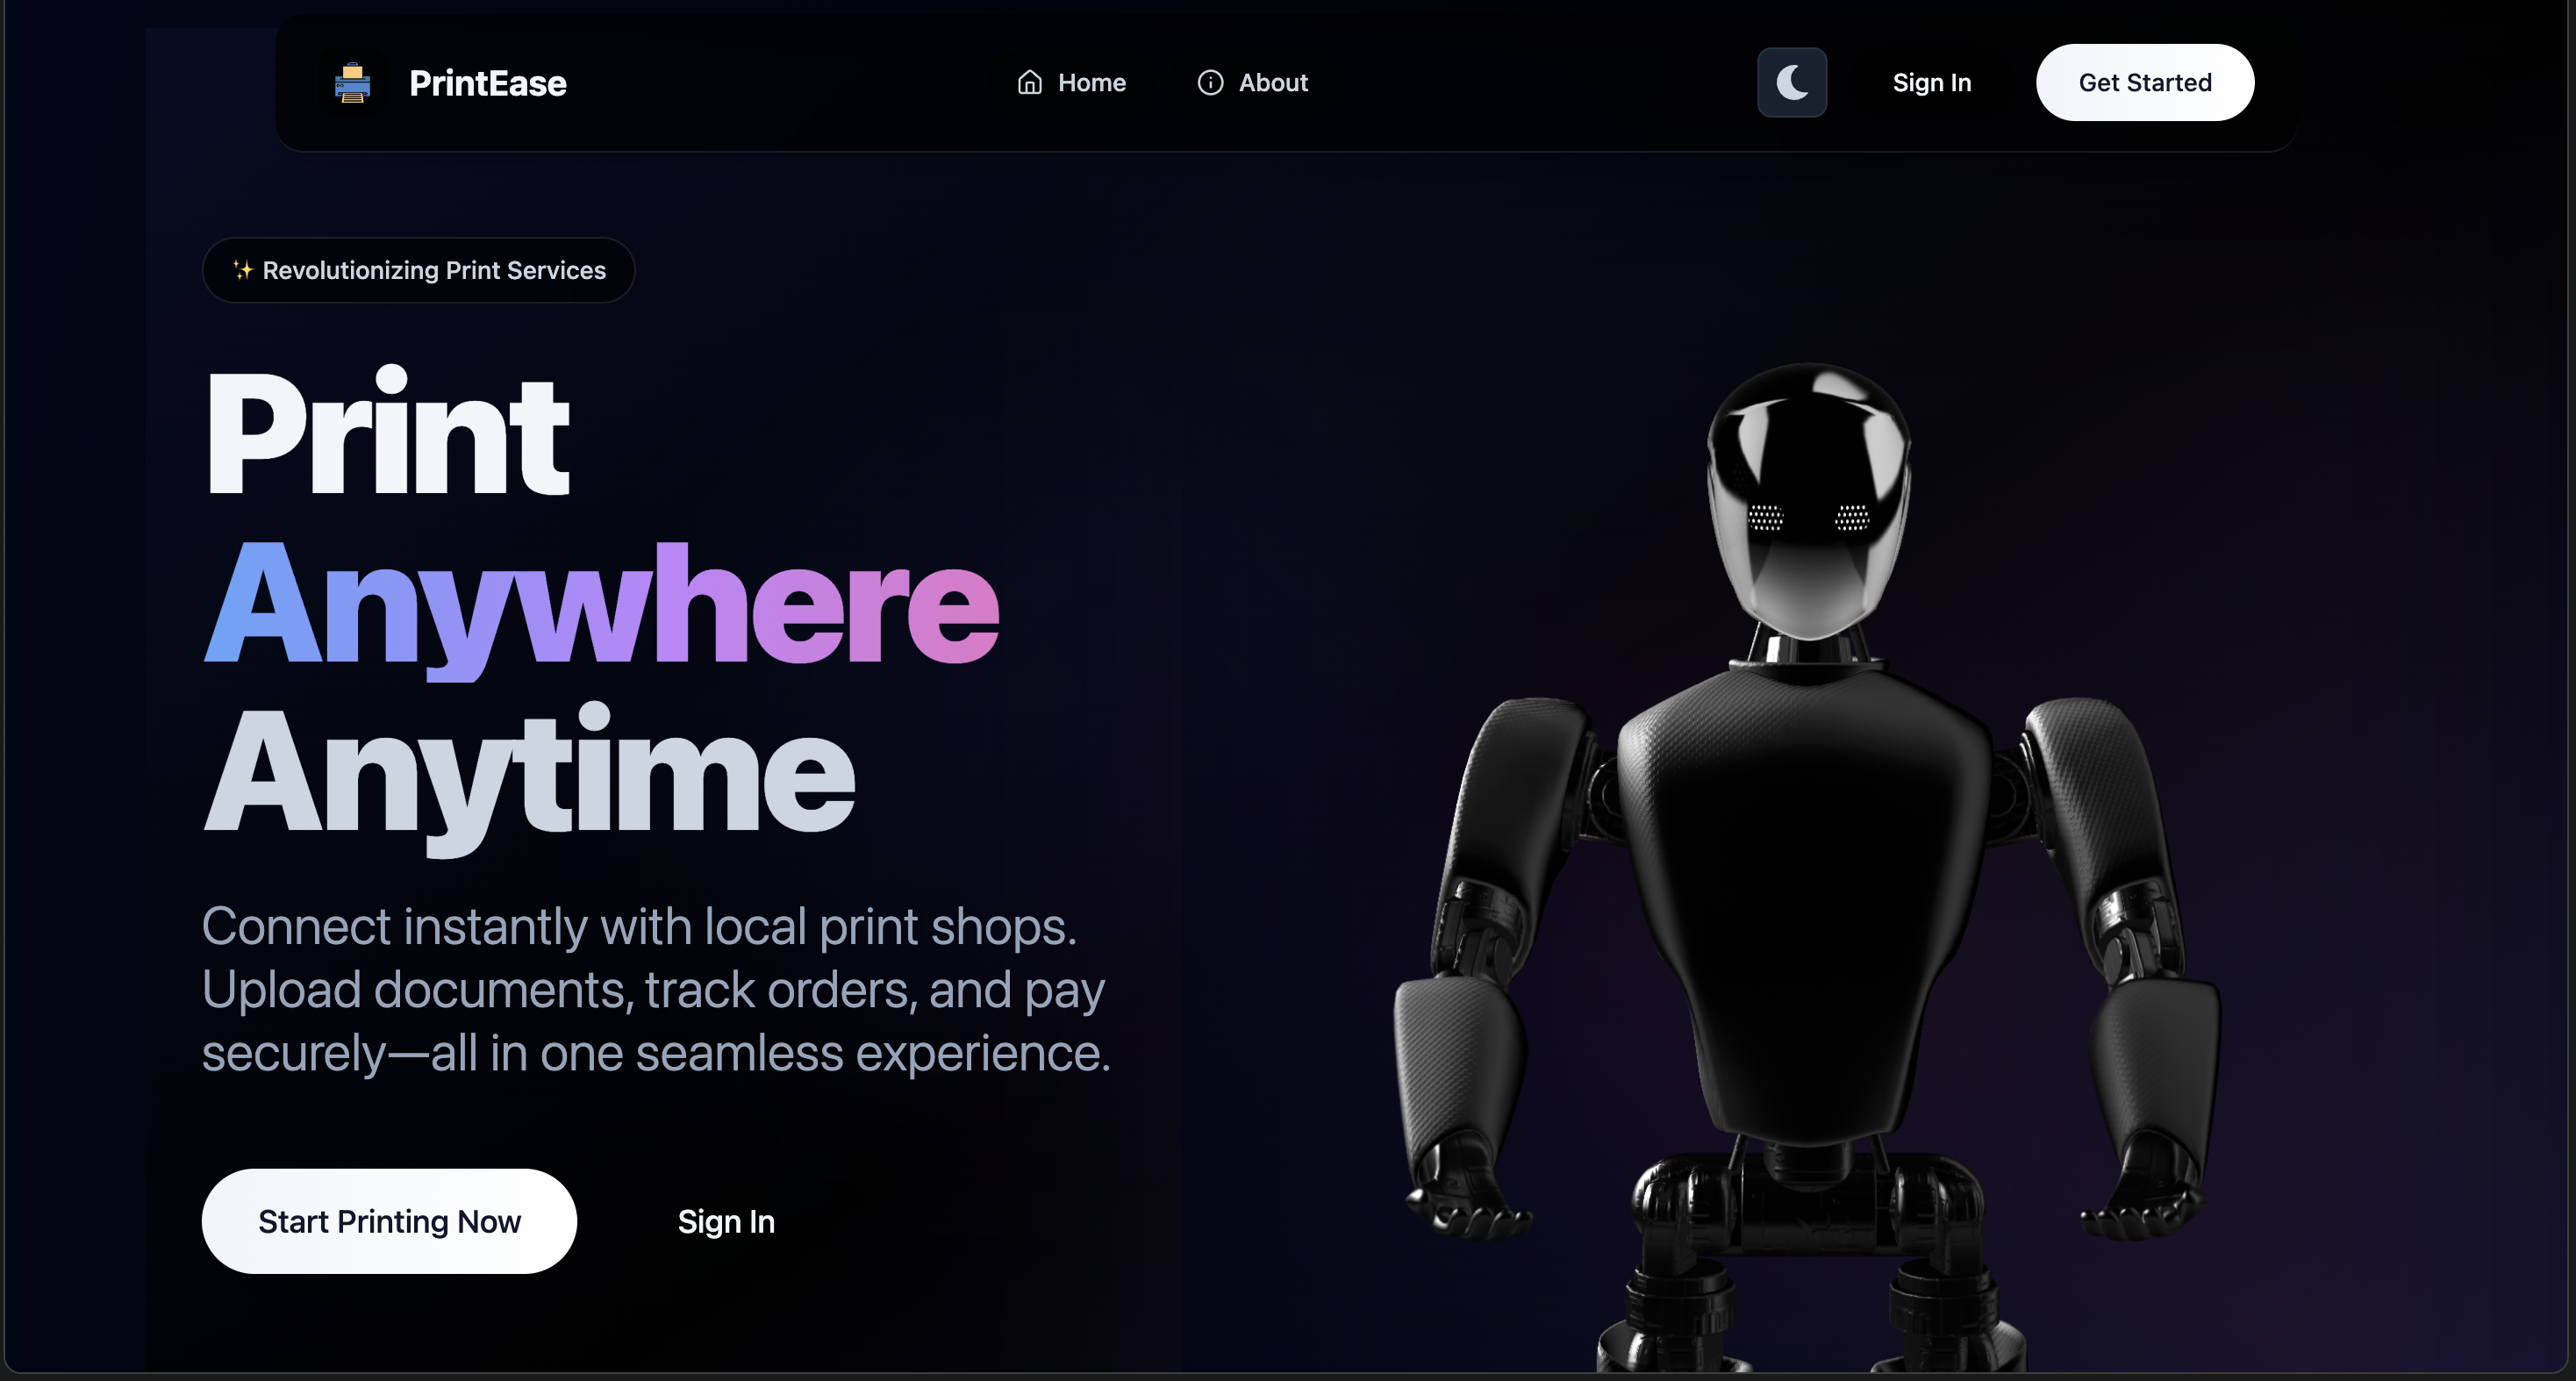 PrintEase
Home
About
Sign In
Get Started
✨ Revolutionizing Print Services
Print
Anywhere
Anytime
Connect instantly with local print shops.
Upload documents, track orders, and pay
securely—all in one seamless experience.
Start Printing Now
Sign In